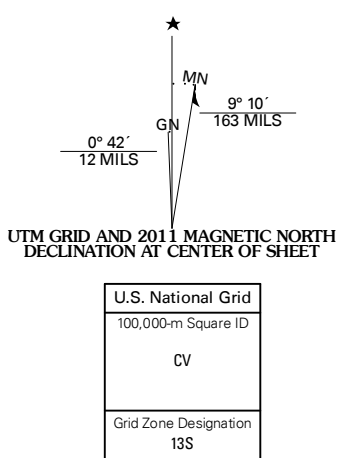 MN
9° 10´
163 MILS
GN
0° 42´
12 MILS
UTM GRID AND 2011 MAGNETIC NORTH
DECLINATION AT CENTER OF SHEET
U.S. National Grid
100,000-m Square ID
CV
Grid Zone Designation
13S